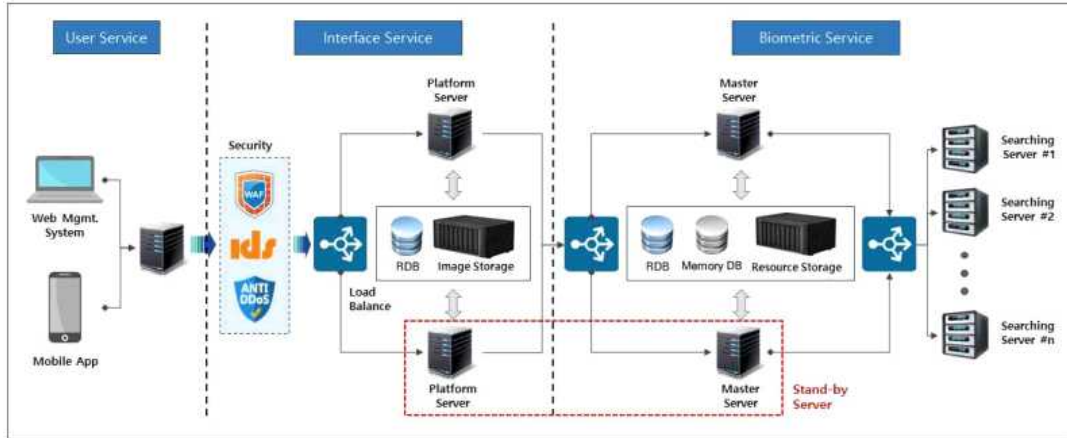 User Service
Interface Service
Biometric Service
Platform
Server
Master
Server
Security
WAF
ids
ANTI
DDoS
Web Mgmt.
System
Mobile App
Load
Balance
RDB
Image Storage
RDB
Memory DB
Resource Storage
Searching
Server #1
Searching
Server #2
Searching
Server #n
Platform
Server
Master
Server
Stand-by
Server